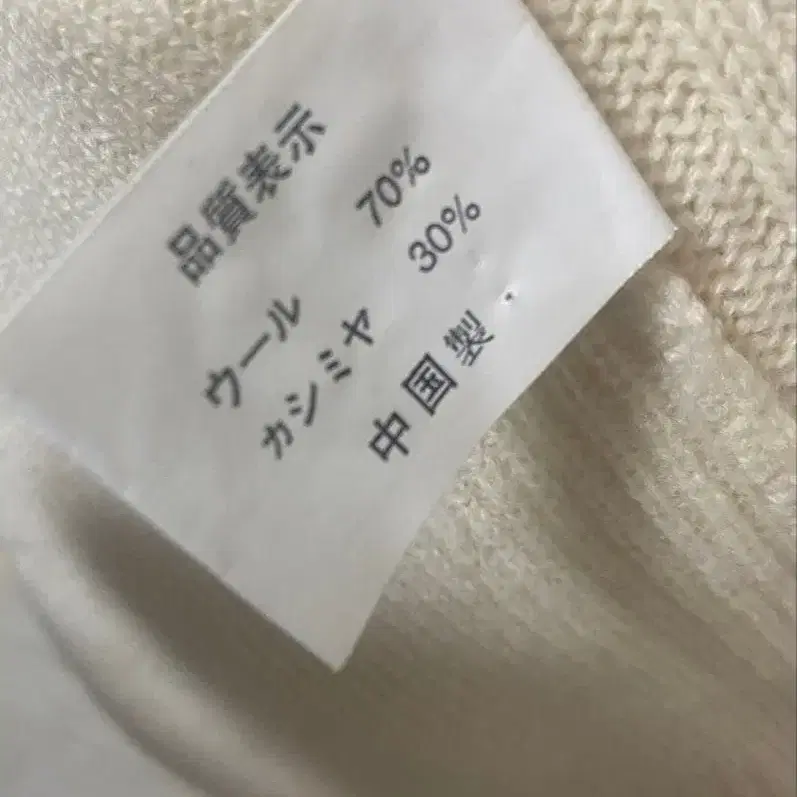 品質表示
ウール 70%
カシミヤ 30%
中国製